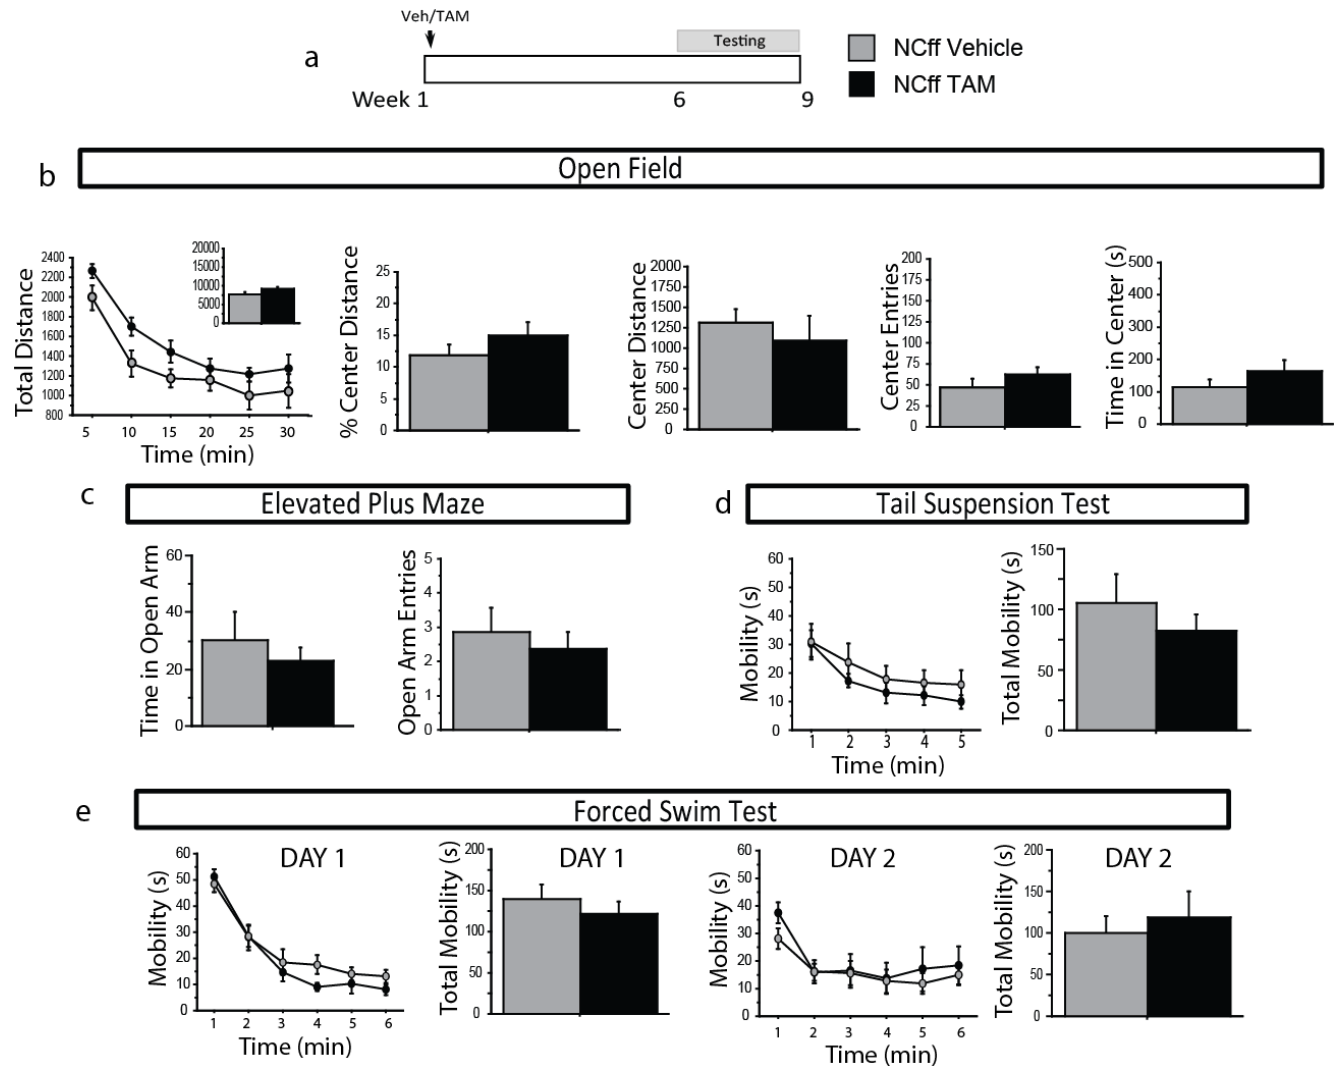 a
Veh/TAM
Testing
Week 1 6 9
NCff Vehicle
NCff TAM
b
Open Field
Total Distance
2400
2200
2000
1800
1600
1400
1200
1000
800
5 10 15 20 25 30
Time (min)
20000
15000
10000
5000
0
% Center Distance
25
20
15
10
5
0
Center Distance
2000
1750
1500
1250
1000
750
500
250
0
Center Entries
200
175
150
125
100
75
50
25
0
Time in Center (s)
500
400
300
200
100
0
c
Elevated Plus Maze
Time in Open Arm
60
40
20
0
Open Arm Entries
5
4
3
2
1
0
d
Tail Suspension Test
Mobility (s)
60
50
40
30
20
10
0
1 2 3 4 5
Time (min)
Total Mobility (s)
150
100
50
0
e
Forced Swim Test
DAY 1
Mobility (s)
60
50
40
30
20
10
0
1 2 3 4 5 6
Time (min)
DAY 1
Total Mobility (s)
200
150
100
50
0
DAY 2
Mobility (s)
60
50
40
30
20
10
0
1 2 3 4 5 6
Time (min)
DAY 2
Total Mobility (s)
200
150
100
50
0